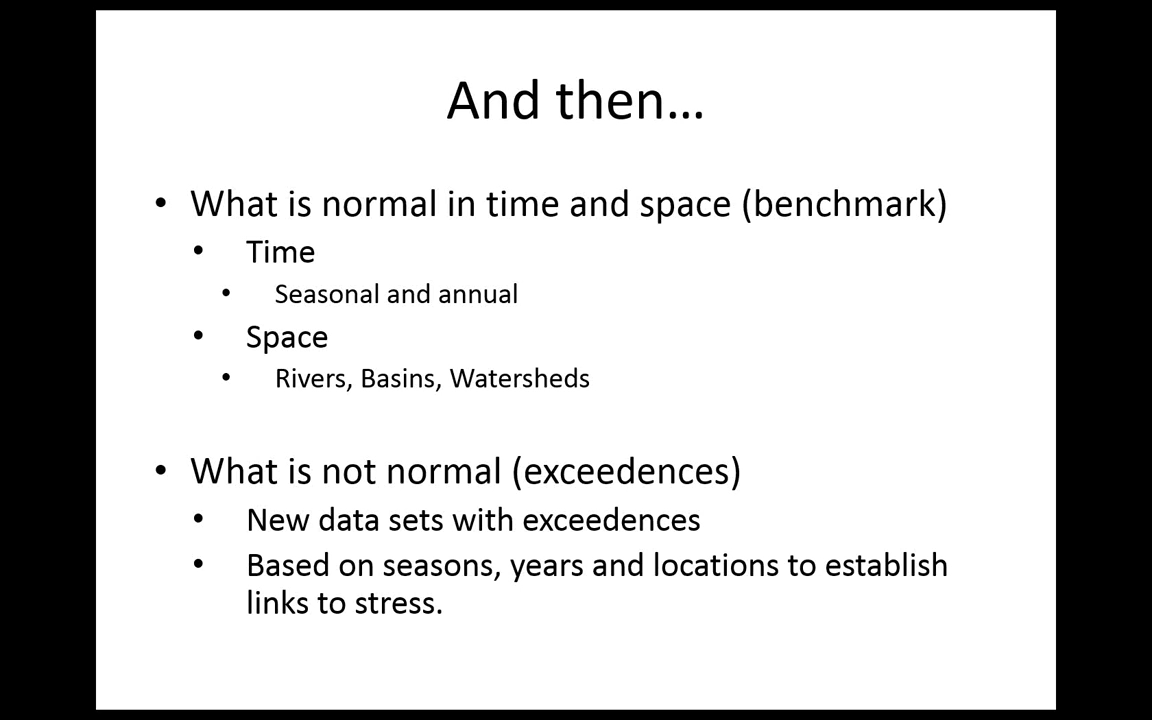 And then...
• What is normal in time and space (benchmark)
• Time
• Seasonal and annual
• Space
• Rivers, Basins, Watersheds
• What is not normal (exceedences)
• New data sets with exceedences
• Based on seasons, years and locations to establish
links to stress.